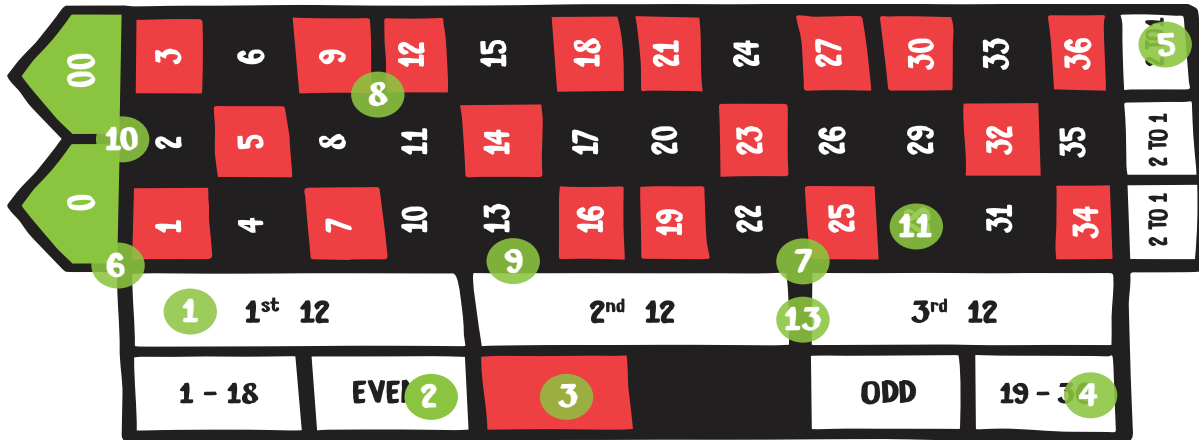 00 3 6 9 12 15 18 21 24 27 30 33 36 5
8
10 2 5 8 11 14 17 20 23 26 29 32 35 2 TO 1
0 1 4 7 10 13 16 19 22 25 11 31 34 2 TO 1
6 9 7
1 1st 12 2nd 12 13 3rd 12
1 - 18 2 3 ODD 19 - 4